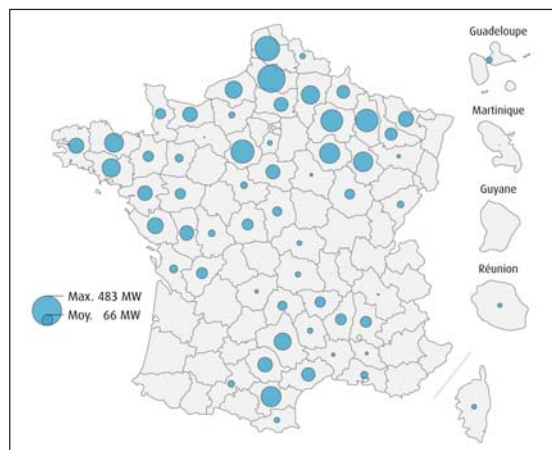 Guadeloupe
Martinique
Guyane
Réunion
Max. 483 MW
Moy. 66 MW